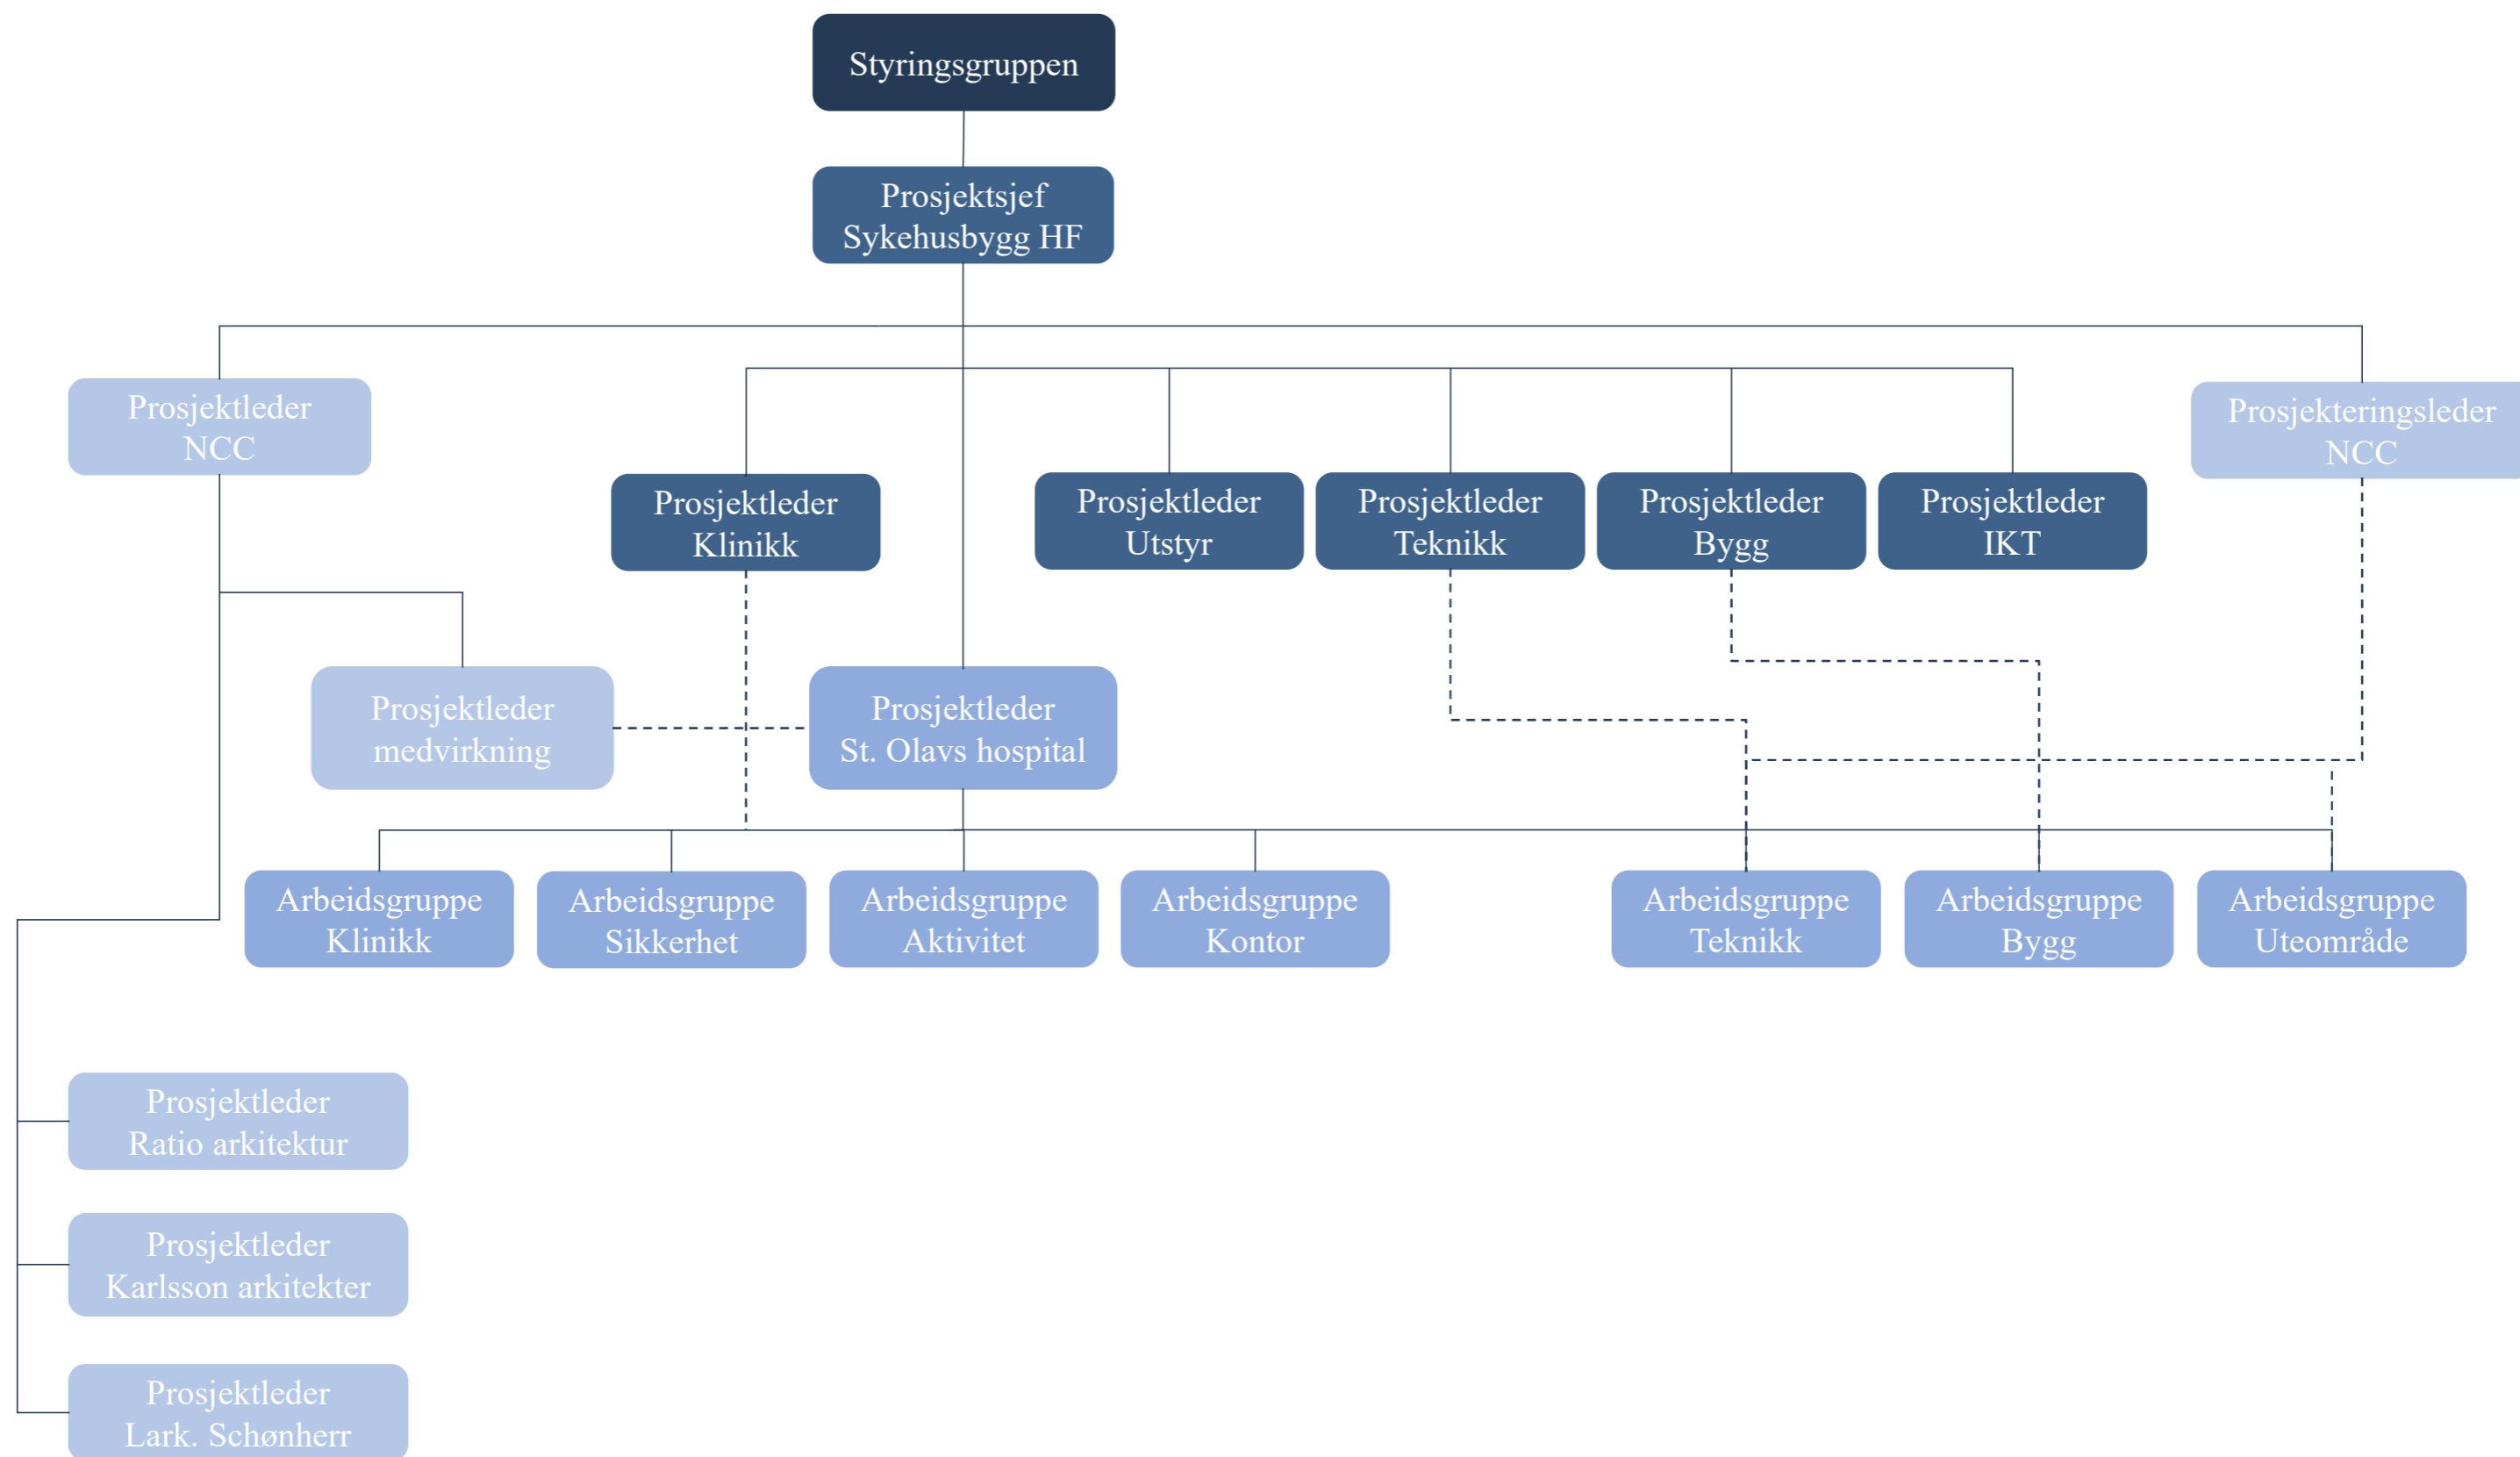 Styringsgruppen
Prosjektsjef
Sykehusbygg HF
Prosjektleder
NCC
Prosjekteringsleder
NCC
Prosjektleder
Klinikk
Prosjektleder
Utstyr
Prosjektleder
Teknikk
Prosjektleder
Bygg
Prosjektleder
IKT
Prosjektleder
medvirkning
Prosjektleder
St. Olavs hospital
Arbeidsgruppe
Klinikk
Arbeidsgruppe
Sikkerhet
Arbeidsgruppe
Aktivitet
Arbeidsgruppe
Kontor
Arbeidsgruppe
Teknikk
Arbeidsgruppe
Bygg
Arbeidsgruppe
Uteområde
Prosjektleder
Ratio arkitektur
Prosjektleder
Karlsson arkitekter
Prosjektleder
Lark. Schønherr